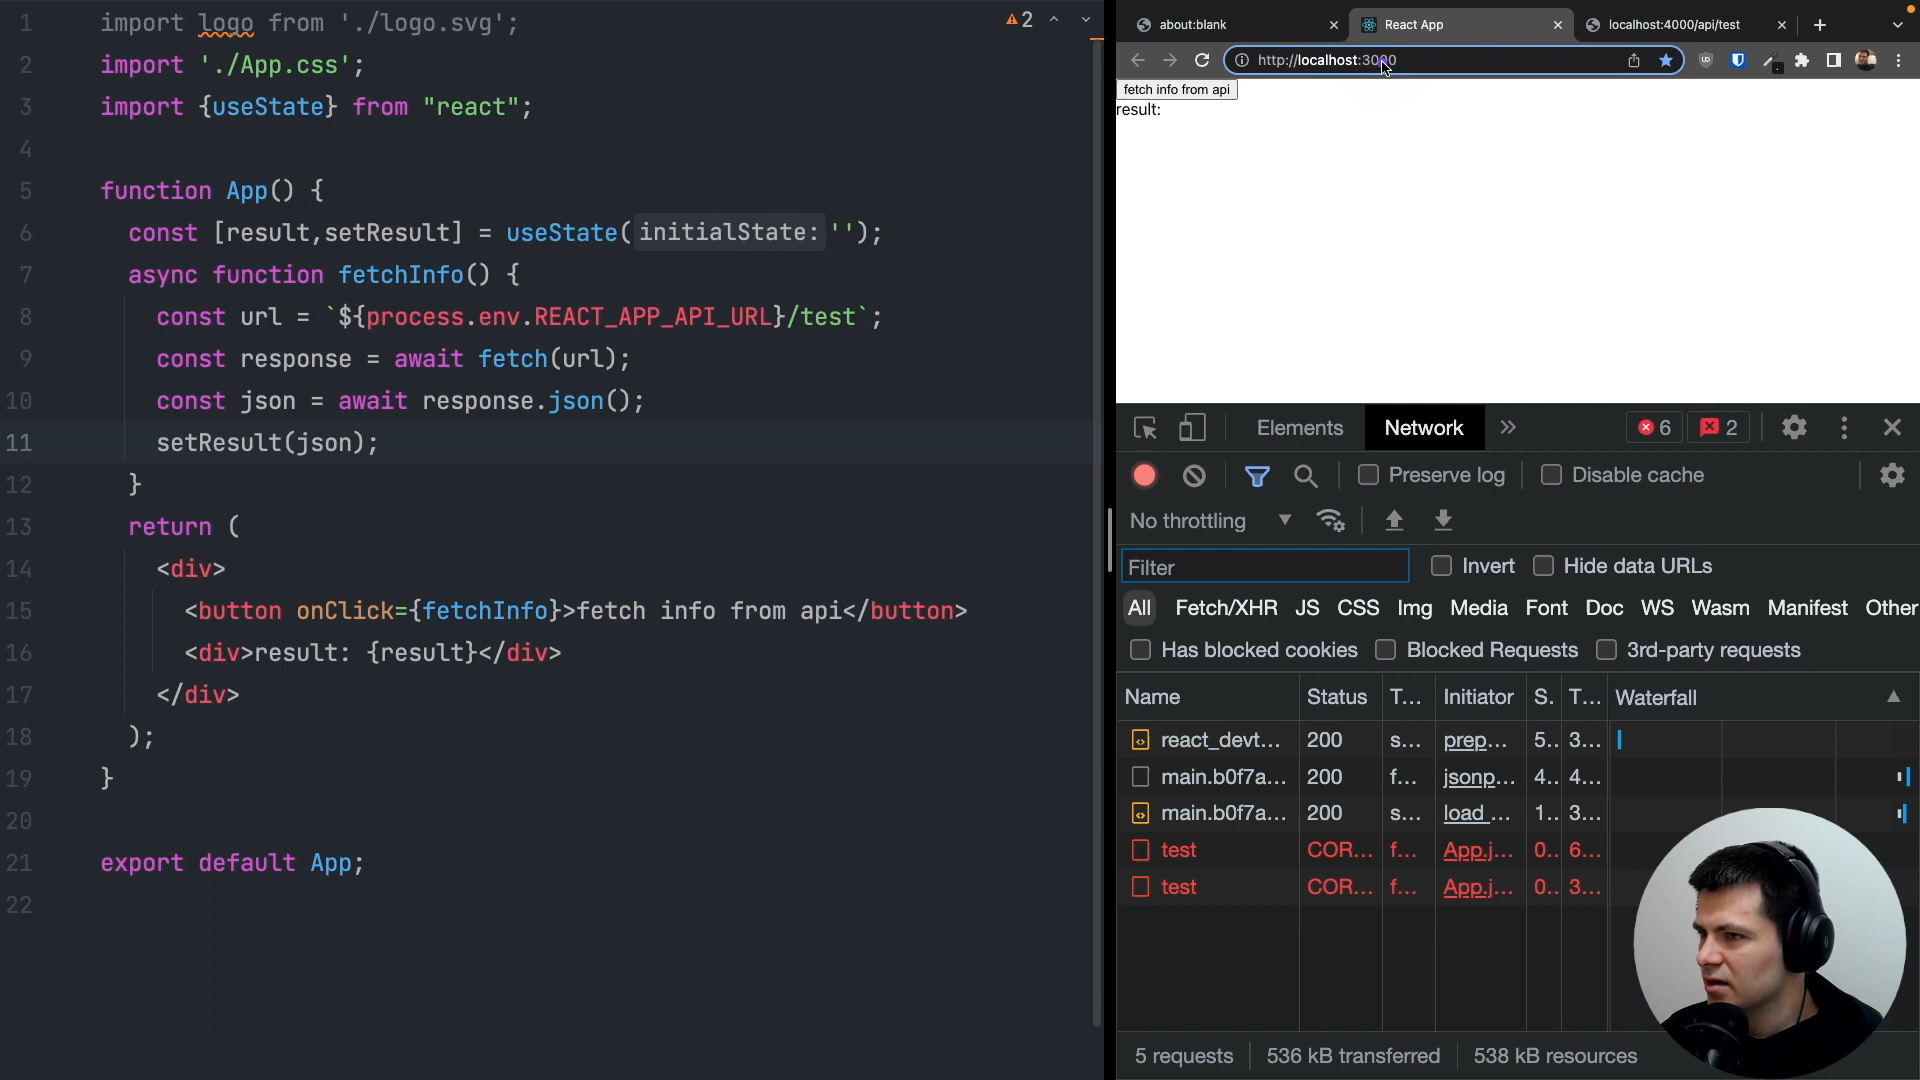 1 import logo from './logo.svg';
2 import './App.css';
3 import {useState} from "react";
4
5 function App() {
6 const [result,setResult] = useState( initialState: '');
7 async function fetchInfo() {
8 const url = `${process.env.REACT_APP_API_URL}/test`;
9 const response = await fetch(url);
10 const json = await response.json();
11 setResult(json);
12 }
13 return (
14 <div>
15 <button onClick={fetchInfo}>fetch info from api</button>
16 <div>result: {result}</div>
17 </div>
18 );
19 }
20
21 export default App;
22
2
about:blank
React App
localhost:4000/api/test
http://localhost:3000
fetch info from api
result:
Elements Network 6 2
Preserve log Disable cache
No throttling
Filter Invert Hide data URLs
All Fetch/XHR JS CSS Img Media Font Doc WS Wasm Manifest Other
Has blocked cookies Blocked Requests 3rd-party requests
Name Status T... Initiator S. T... Waterfall
react_devt... 200 s... prep... 5.. 3...
main.b0f7a... 200 f... jsonp... 4.. 4...
main.b0f7a... 200 s... load_... 1.. 3...
test COR... f... App.j... 0.. 6...
test COR... f... App.j... 0.. 3...
5 requests 536 kB transferred 538 kB resources